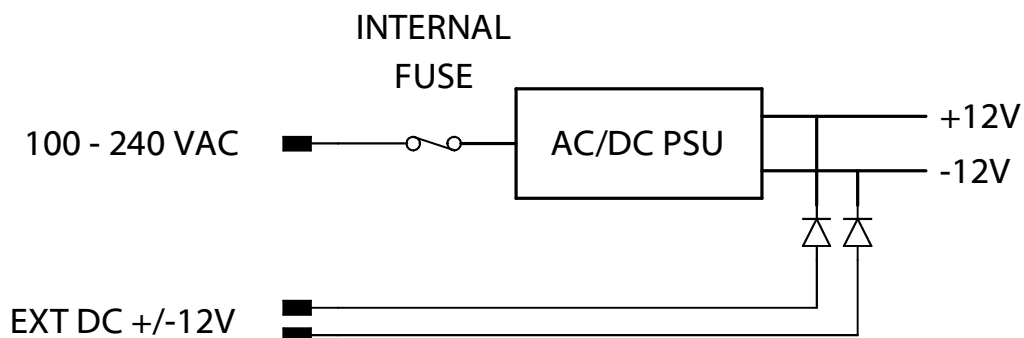 INTERNAL
FUSE
100 - 240 VAC
AC/DC PSU
+12V
-12V
EXT DC +/-12V